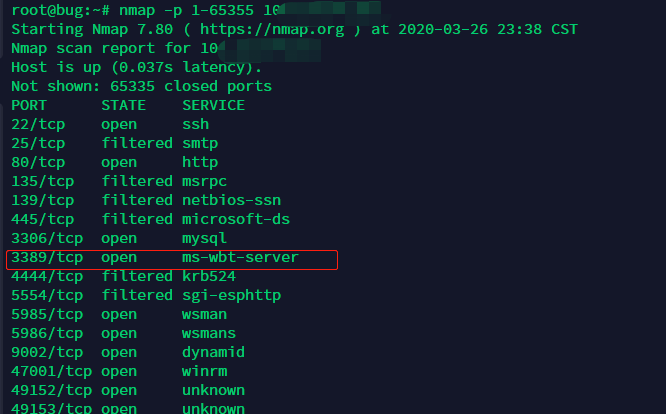 root@bug:~# nmap -p 1-65355 10
Starting Nmap 7.80 ( https://nmap.org ) at 2020-03-26 23:38 CST
Nmap scan report for 10
Host is up (0.037s latency).
Not shown: 65335 closed ports
PORT STATE SERVICE
22/tcp open ssh
25/tcp filtered smtp
80/tcp open http
135/tcp filtered msrpc
139/tcp filtered netbios-ssn
445/tcp filtered microsoft-ds
3306/tcp open mysql
3389/tcp open ms-wbt-server
4444/tcp filtered krb524
5554/tcp filtered sgi-esphttp
5985/tcp open wsman
5986/tcp open wsmans
9002/tcp open dynamid
47001/tcp open winrm
49152/tcp open unknown
49153/tcp open unknown